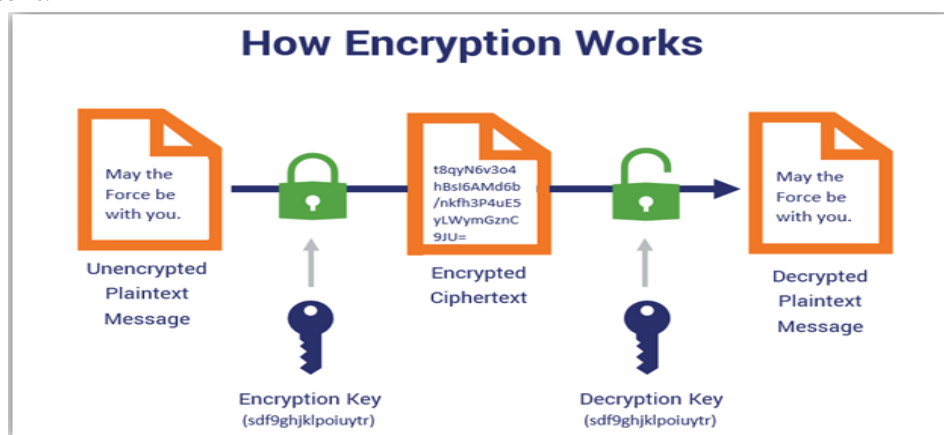 How Encryption Works
May the
Force be
with you.
t8qyN6v3o4
hBsI6AMd6b
/nkfh3P4uE5
yLWymGznC
9JU=
May the
Force be
with you.
Unencrypted
Plaintext
Message
Encrypted
Ciphertext
Decrypted
Plaintext
Message
Encryption Key
(sdf9ghjklpoiuytr)
Decryption Key
(sdf9ghjklpoiuytr)